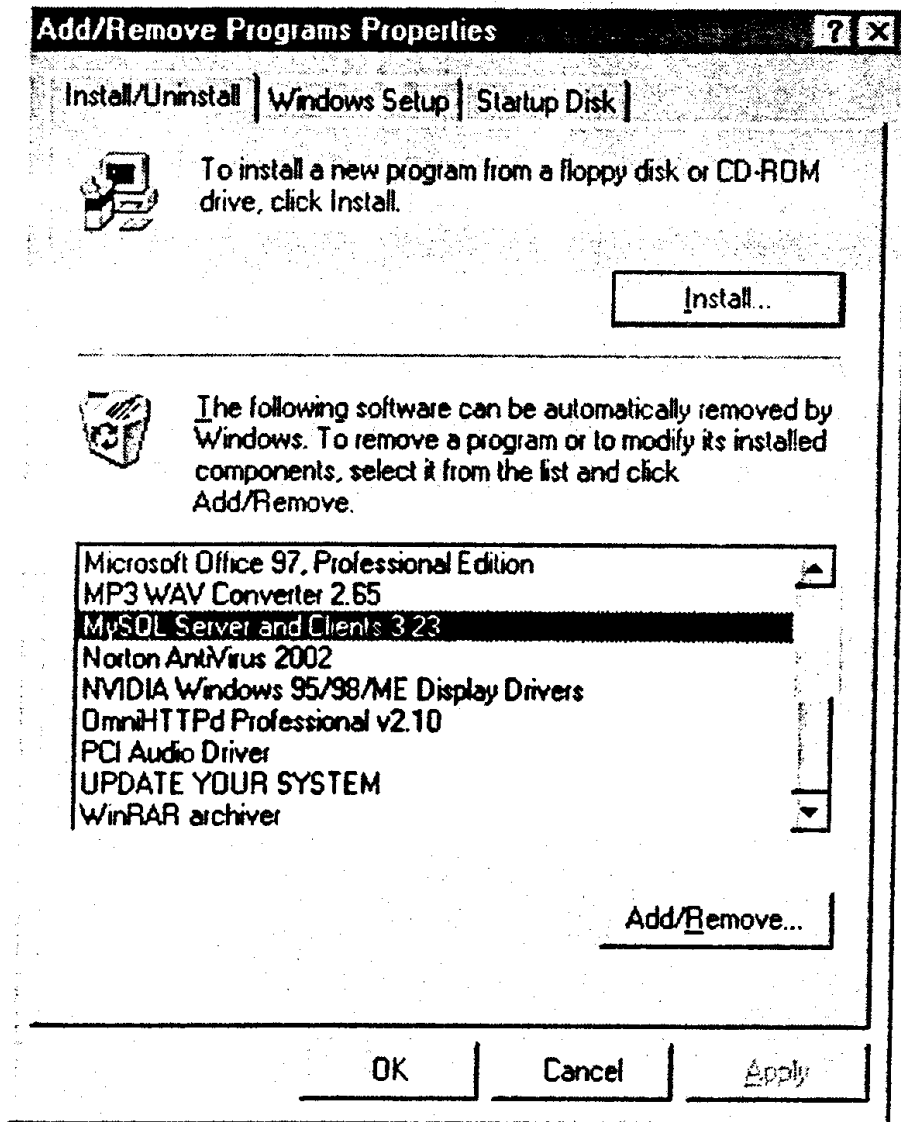 Add/Remove Programs Properties
Install/Uninstall Windows Setup Startup Disk
To install a new program from a floppy disk or CD-ROM
drive, click Install.
Install...
The following software can be automatically removed by
Windows. To remove a program or to modify its installed
components, select it from the list and click
Add/Remove.
Microsoft Office 97, Professional Edition
MP3 WAV Converter 2.65
MySQL Server and Clients 3.23
Norton AntiVirus 2002
NVIDIA Windows 95/98/ME Display Drivers
OmniHTTPd Professional v2.10
PCI Audio Driver
UPDATE YOUR SYSTEM
WinRAR archiver
Add/Remove...
OK Cancel Apply